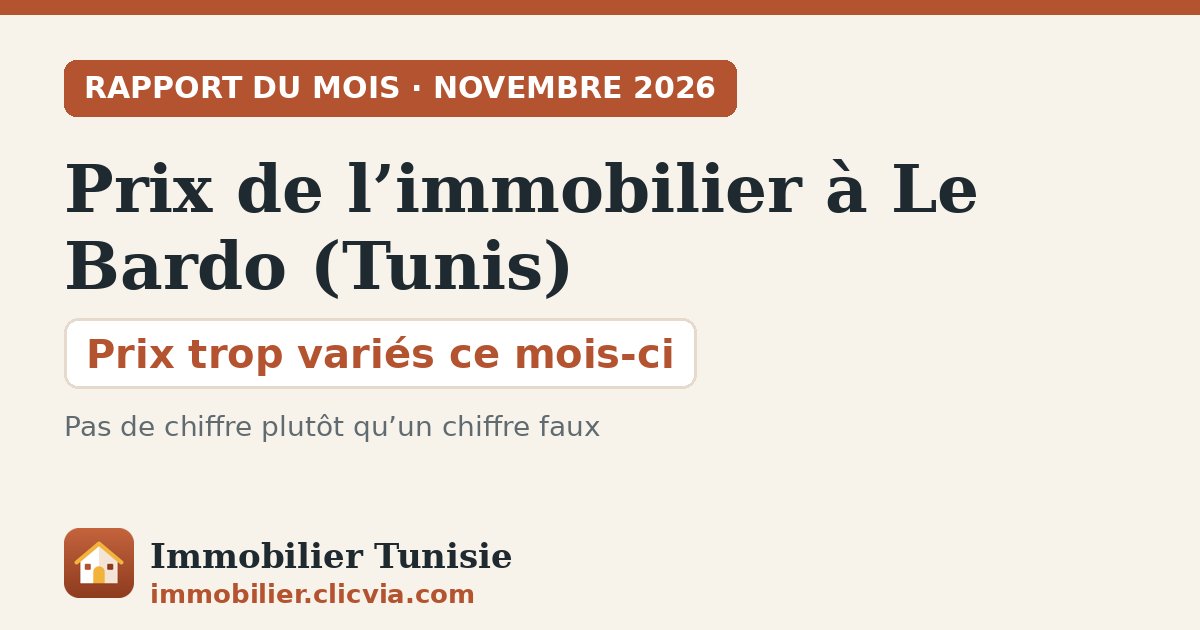 RAPPORT DU MOIS · NOVEMBRE 2026
Prix de l’immobilier à Le
Bardo (Tunis)
Prix trop variés ce mois-ci
Pas de chiffre plutôt qu’un chiffre faux
Immobilier Tunisie
immobilier.clicvia.com